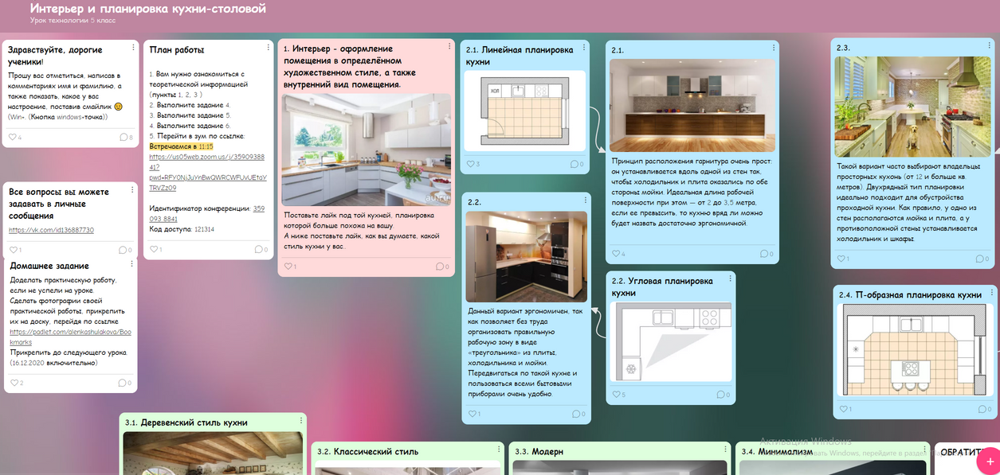 Интерьер и планировка кухни-столовой
Урок технологии 5 класс
Здравствуйте, дорогие
ученики!
Прошу вас отметиться, написав в
комментариях имя и фамилию, а
также показать, какое у вас
настроение, поставив смайлик 😉
(Win+. (Кнопка windows+точка))
4
8
Все вопросы вы можете
задавать в личные
сообщения
https://vk.com/id136887730
1
0
Домашнее задание
Доделать практическую работу,
если не успели на уроке.
Сделать фотографии своей
практической работы, прикрепить
их на доску, перейдя по ссылке
https://padlet.com/alenkashulakova/Boo
kmarks
Прикрепить до следующего урока.
(16.12.2020 включительно)
2
0
План работы
1. Вам нужно ознакомиться с
теоретической информацией
(пункты 1, 2, 3 )
2. Выполните задание 4.
3. Выполните задание 5.
4. Выполните задание 6.
5. Перейти в зум по ссылке:
Встречаемся в 11:15
https://us05web.zoom.us/j/35909388
41?
pwd=RFY0NjJuYnBwQWRCWFUvUEtaY
TRVZz09
Идентификатор конференции: 359
093 8841
Код доступа: 121314
1
0
1. Интерьер - оформление
помещения в определённом
художественном стиле, а также
внутренний вид помещения.
Поставьте лайк под той кухней, планировка
которой больше похожа на вашу.
А ниже поставьте лайк, как вы думаете, какой
стиль кухни у вас.
1
0
2.1. Линейная планировка
кухни
ХОЛ
3
0
2.1.
Принцип расположения гарнитура очень прост:
он устанавливается вдоль одной из стен так,
чтобы холодильник и плита оказались по обе
стороны мойки. Идеальная длина рабочей
поверхности при этом — от 2 до 3,5 метра,
если ее превысить, то кухню вряд ли можно
будет назвать достаточно эргономичной.
4
0
2.2.
Данный вариант эргономичен, так
как позволяет без труда
организовать правильную
рабочую зону в виде
«треугольника» из плиты,
холодильника и мойки.
Передвигаться по такой кухне и
пользоваться всеми бытовыми
приборами очень удобно.
1
0
2.2. Угловая планировка
кухни
5
0
2.3.
Такой вариант часто выбирают владельцы
просторных кухонь (от 12 и больше кв.
метров). Двухрядный тип планировки
идеально подходит для обустройства
проходной кухни. Как правило, у одно из
стен располагаются мойка и плита, а у
противоположной стены устанавливается
холодильник и шкафы.
1
0
2.4. П-образная планировка кухни
1
0
3.1. Деревенский стиль кухни
3.2. Классический стиль
3.3. Модерн
3.4. Минимализм
Активация Windows
перейдите в раздел